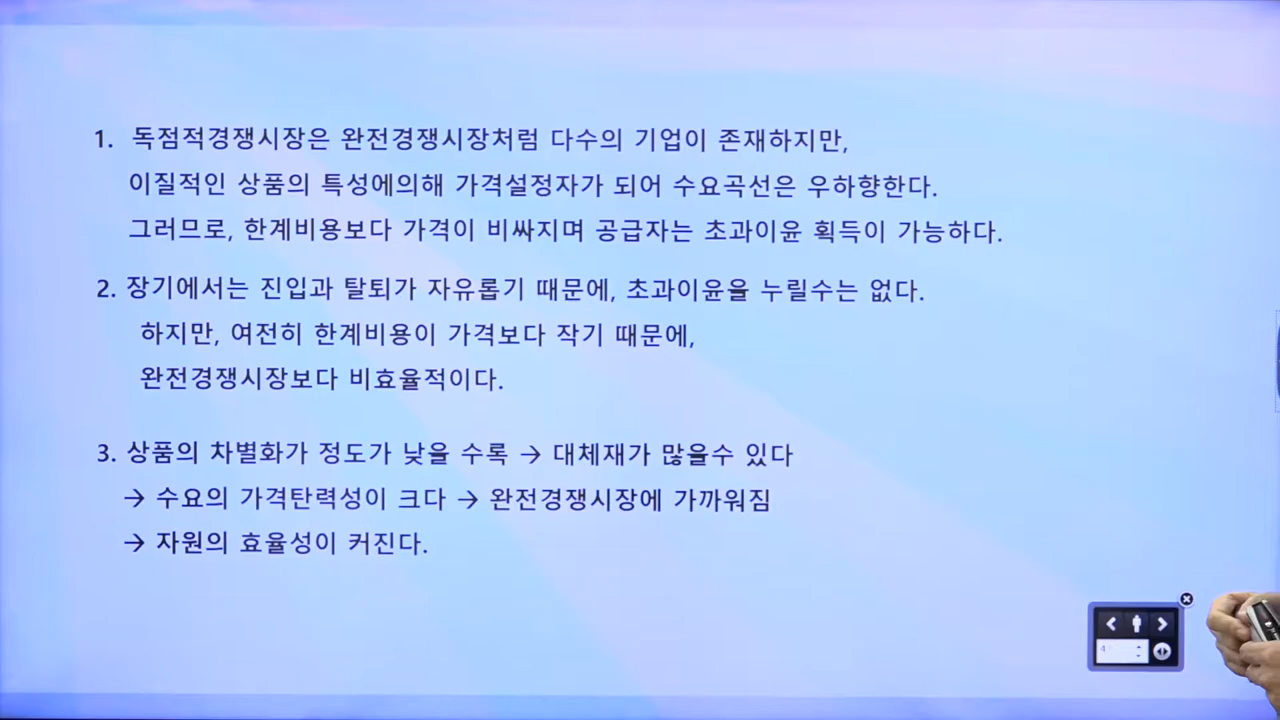 1. 독점적경쟁시장은 완전경쟁시장처럼 다수의 기업이 존재하지만,
이질적인 상품의 특성에의해 가격설정자가 되어 수요곡선은 우하향한다.
그러므로, 한계비용보다 가격이 비싸지며 공급자는 초과이윤 획득이 가능하다.
2. 장기에서는 진입과 탈퇴가 자유롭기 때문에, 초과이윤을 누릴수는 없다.
하지만, 여전히 한계비용이 가격보다 작기 때문에,
완전경쟁시장보다 비효율적이다.
3. 상품의 차별화가 정도가 낮을 수록 → 대체재가 많을수 있다
→ 수요의 가격탄력성이 크다 → 완전경쟁시장에 가까워짐
→ 자원의 효율성이 커진다.
4